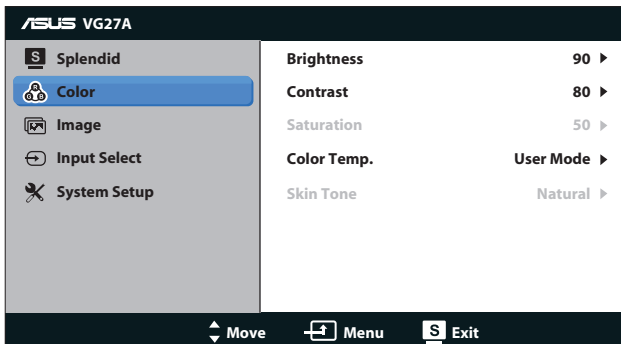 ASUS VG27A
S Splendid
Color
Image
Input Select
System Setup
Brightness 90
Contrast 80
Saturation 50
Color Temp. User Mode
Skin Tone Natural
Move Menu S Exit